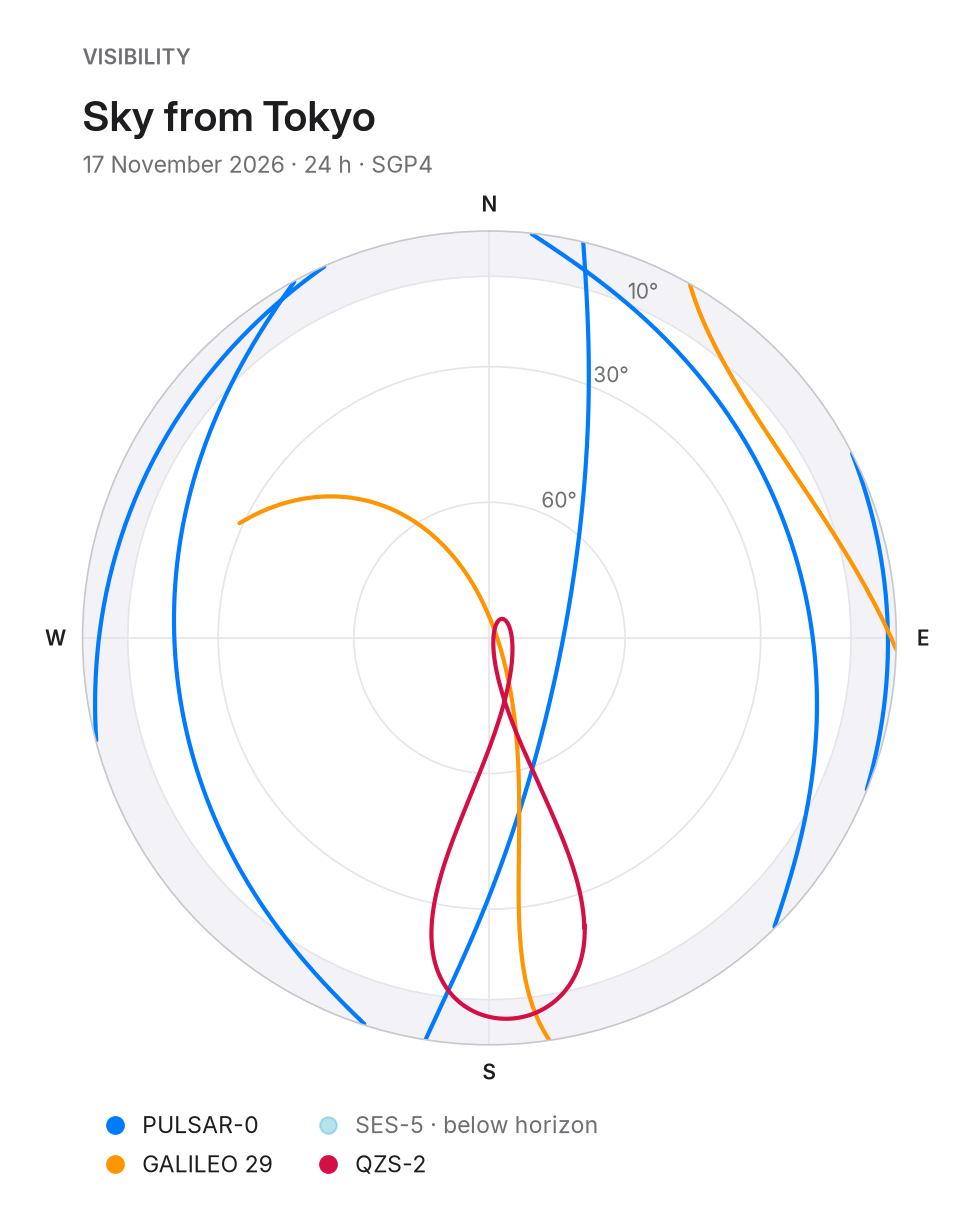 VISIBILITY
Sky from Tokyo
17 November 2026 · 24 h · SGP4
N
10°
30°
60°
W
E
S
PULSAR-0
SES-5 · below horizon
GALILEO 29
QZS-2